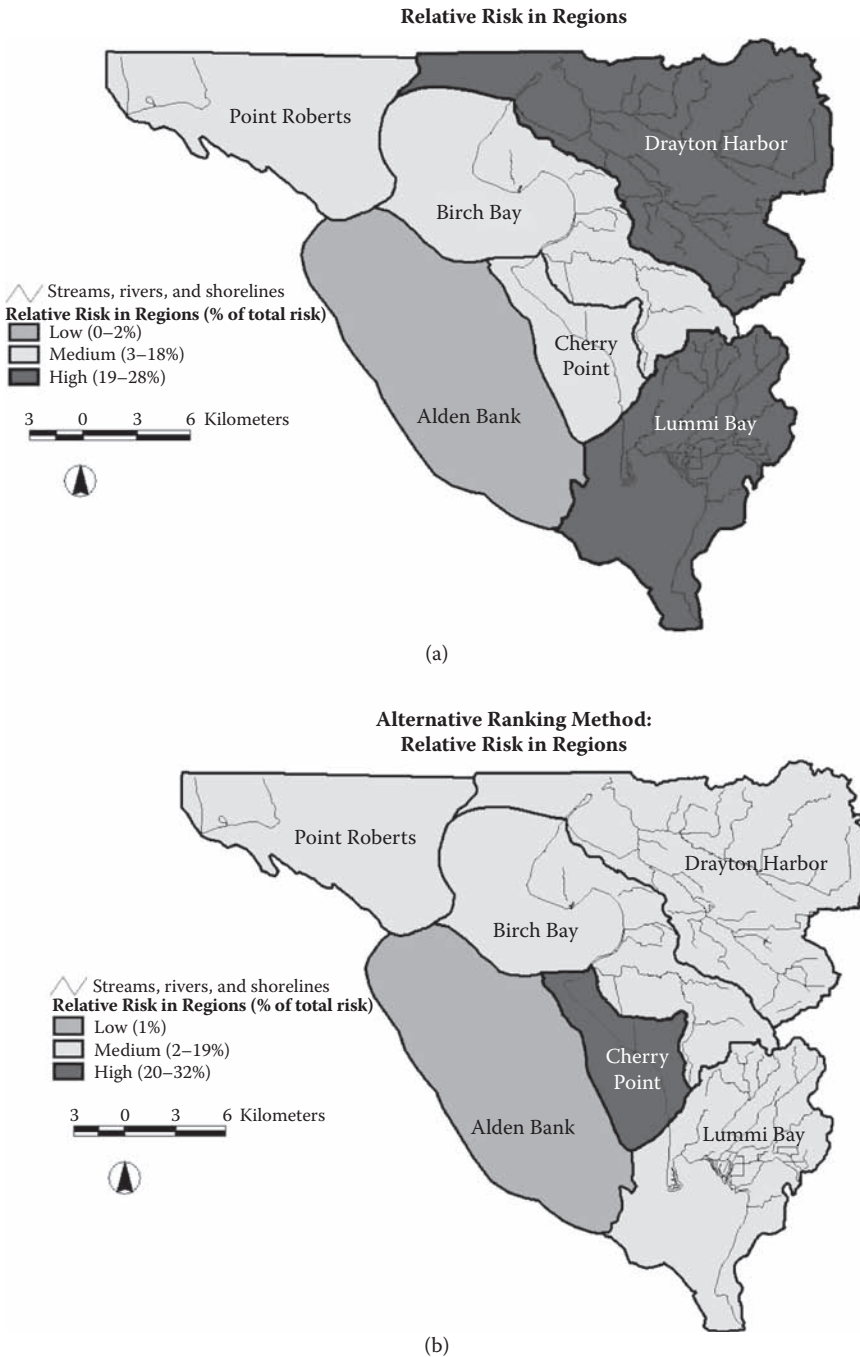 Relative Risk in Regions
Point Roberts
Drayton Harbor
Birch Bay
Streams, rivers, and shorelines
Relative Risk in Regions (% of total risk)
Low (0–2%)
Medium (3–18%)
High (19–28%)
Cherry
Point
3 0 3 6 Kilometers
Alden Bank
Lummi Bay
(a)
Alternative Ranking Method:
Relative Risk in Regions
Point Roberts
Drayton Harbor
Birch Bay
Streams, rivers, and shorelines
Relative Risk in Regions (% of total risk)
Low (1%)
Medium (2–19%)
High (20–32%)
Cherry
Point
3 0 3 6 Kilometers
Alden Bank
Lummi Bay
(b)